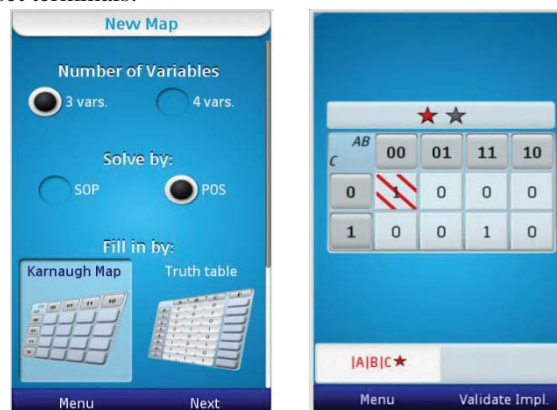 New Map
Number of Variables
3 vars.
4 vars.
Solve by:
SOP
POS
Fill in by:
Karnaugh Map
Truth table
Menu
Next
AB
C
00 01 11 10
0 1 0 0 0
1 0 0 1 0
|A|B|C★
Menu
Validate Impl.